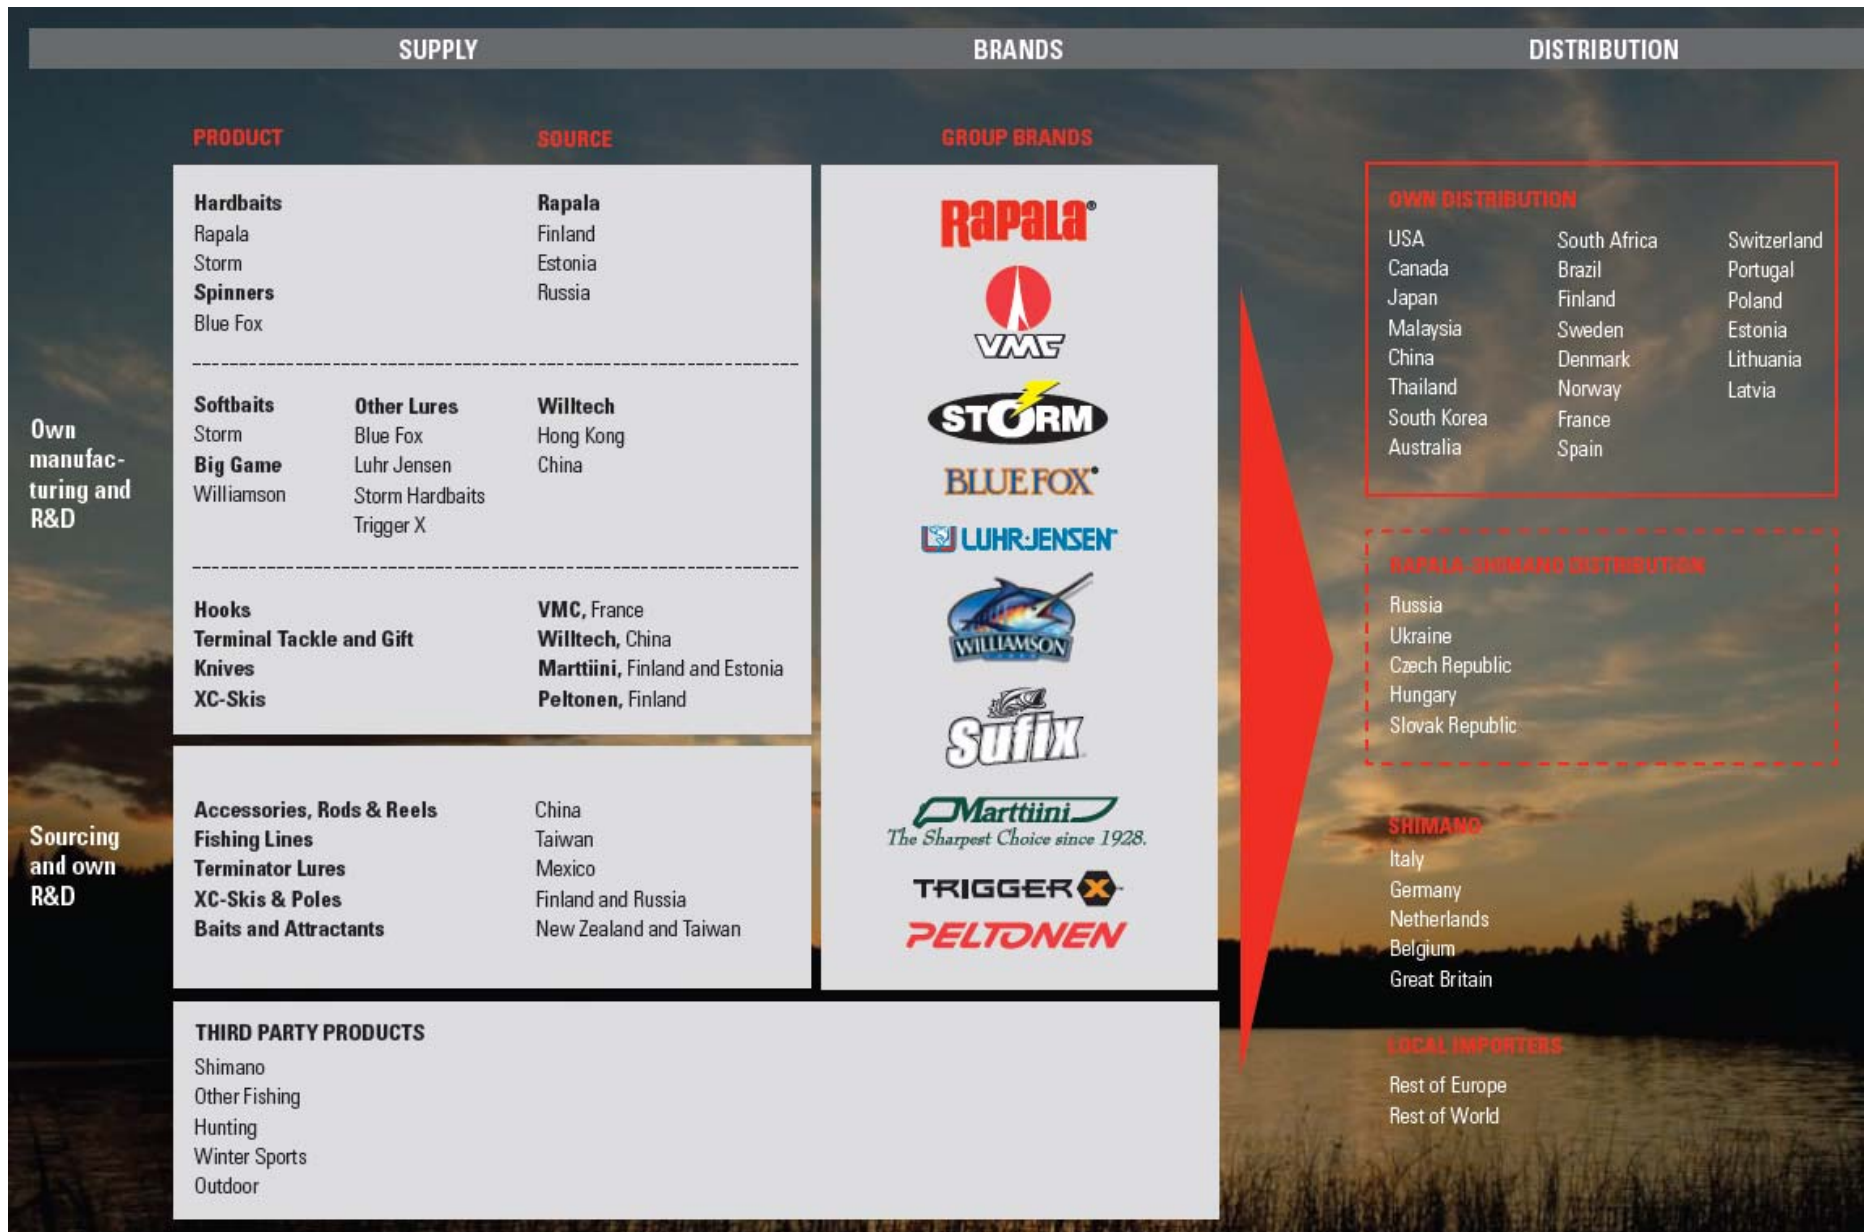 SUPPLY
BRANDS
DISTRIBUTION
PRODUCT
SOURCE
GROUP BRANDS
Own
manufac-
turing and
R&D
Hardbaits
Rapala
Storm
Spinners
Blue Fox
Rapala
Finland
Estonia
Russia
Softbaits
Storm
Big Game
Williamson
Other Lures
Blue Fox
Luhr Jensen
Storm Hardbaits
Trigger X
Willtech
Hong Kong
China
Hooks
Terminal Tackle and Gift
Knives
XC-Skis
VMC, France
Willtech, China
Marttiini, Finland and Estonia
Peltonen, Finland
Sourcing
and own
R&D
Accessories, Rods & Reels
Fishing Lines
Terminator Lures
XC-Skis & Poles
Baits and Attractants
China
Taiwan
Mexico
Finland and Russia
New Zealand and Taiwan
THIRD PARTY PRODUCTS
Shimano
Other Fishing
Hunting
Winter Sports
Outdoor
Rapala®
VMC
STORM
BLUE FOX
LUHR·JENSEN
WILLIAMSON
Sufix
Marttiini
The Sharpest Choice since 1928.
TRIGGER X
PELTONEN
OWN DISTRIBUTION
USA
Canada
Japan
Malaysia
China
Thailand
South Korea
Australia
South Africa
Brazil
Finland
Sweden
Denmark
Norway
France
Spain
Switzerland
Portugal
Poland
Estonia
Lithuania
Latvia
RAPALA-SHIMANO DISTRIBUTION
Russia
Ukraine
Czech Republic
Hungary
Slovak Republic
SHIMANO
Italy
Germany
Netherlands
Belgium
Great Britain
LOCAL IMPORTERS
Rest of Europe
Rest of World